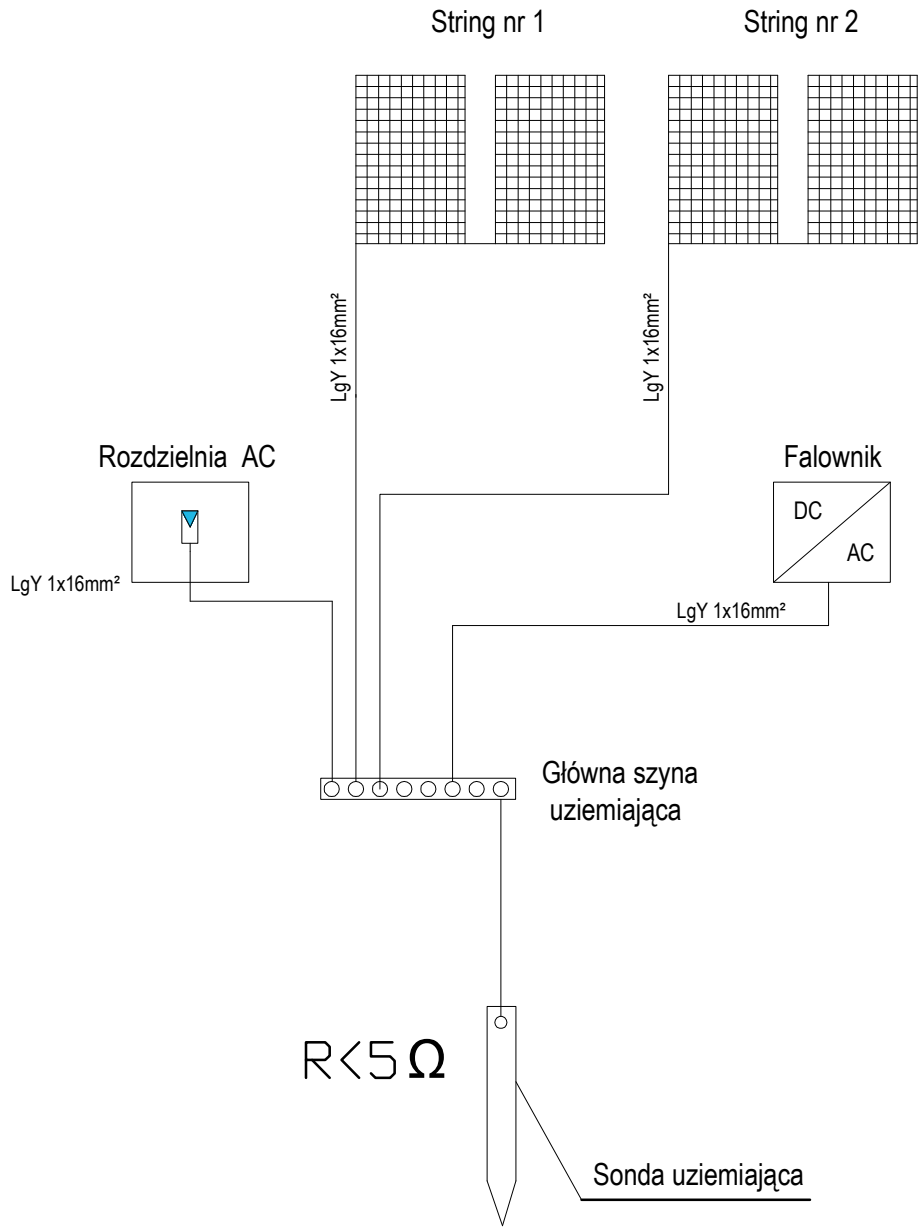 String nr 1
String nr 2
LgY 1x16mm²
LgY 1x16mm²
Rozdzielnia AC
Falownik
DC
AC
LgY 1x16mm²
LgY 1x16mm²
Główna szyna
uziemiająca
R<5 Ω
Sonda uziemiająca